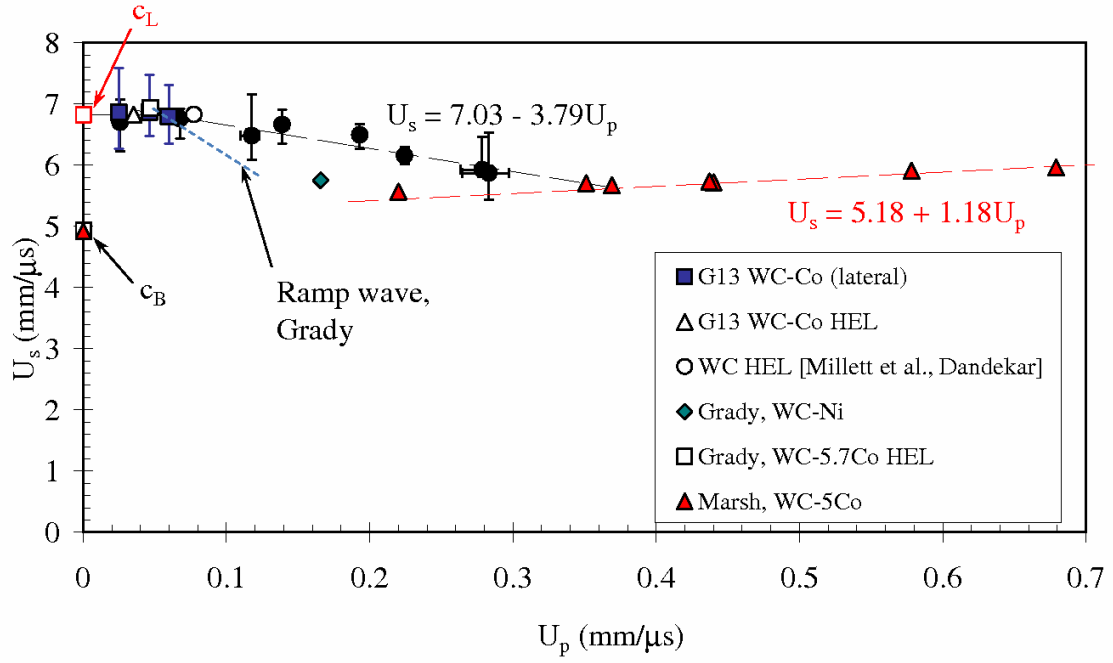 c_L
8
7
6
5
4
3
2
1
0
U_s (mm/μs)
U_s = 7.03 - 3.79U_p
U_s = 5.18 + 1.18U_p
c_B
Ramp wave,
Grady
G13 WC-Co (lateral)
G13 WC-Co HEL
WC HEL [Millett et al., Dandekar]
Grady, WC-Ni
Grady, WC-5.7Co HEL
Marsh, WC-5Co
0 0.1 0.2 0.3 0.4 0.5 0.6 0.7
U_p (mm/μs)